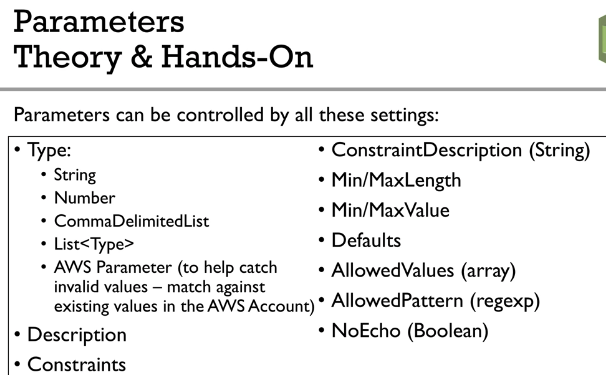 Parameters
Theory & Hands-On
Parameters can be controlled by all these settings:
• Type:
• String
• Number
• CommaDelimitedList
• List<Type>
• AWS Parameter (to help catch
invalid values – match against
existing values in the AWS Account)
• Description
• Constraints
• ConstraintDescription (String)
• Min/MaxLength
• Min/MaxValue
• Defaults
• AllowedValues (array)
• AllowedPattern (regexp)
• NoEcho (Boolean)